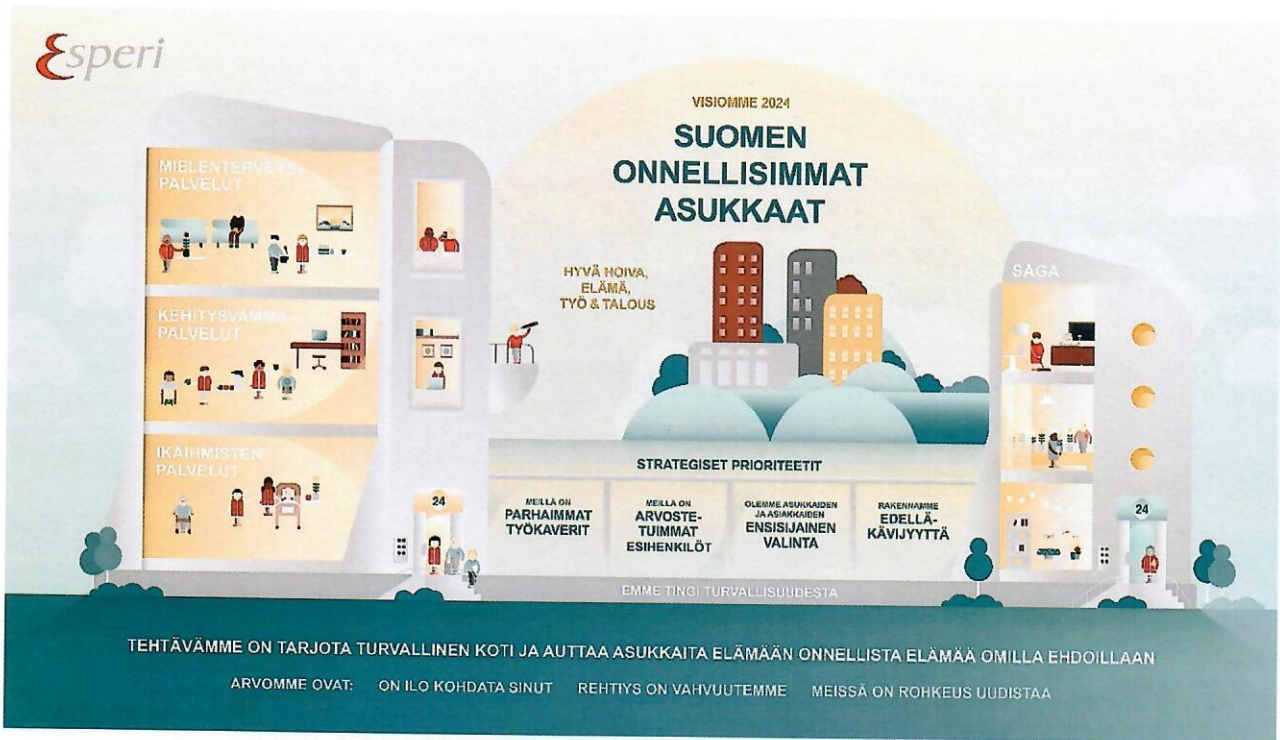 Esperi
VISIOMME 2024
SUOMEN
ONNELLISIMMAT
ASUKKAAT
HYVÄ HOIVA,
ELÄMÄ,
TYÖ & TALOUS
MIELENTERVEYS-
PALVELUT
KEHITYSVAMMA-
PALVELUT
IKÄIHMISTEN
PALVELUT
24
SAGA
24
STRATEGISET PRIORITEETIT
MEILLÄ ON
PARHAIMMAT
TYÖKAVERIT
MEILLÄ ON
ARVOSTE-
TUIMMAT
ESIHENKILÖT
OLEMME ASUKKAIDEN
JA ASIAKKAIDEN
ENSISIJAINEN
VALINTA
RAKENNAMME
EDELLÄ-
KÄVIJYYTTÄ
EMME TINGI TURVALLISUUDESTA
TEHTÄVÄMME ON TARJOTA TURVALLINEN KOTI JA AUTTAA ASUKKAITA ELÄMÄÄN ONNELLISTA ELÄMÄÄ OMILLA EHDOILLAAN
ARVOMME OVAT: ON ILO KOHDATA SINUT REHTIYS ON VAHVUUTEMME MEISSÄ ON ROHKEUS UUDISTAA